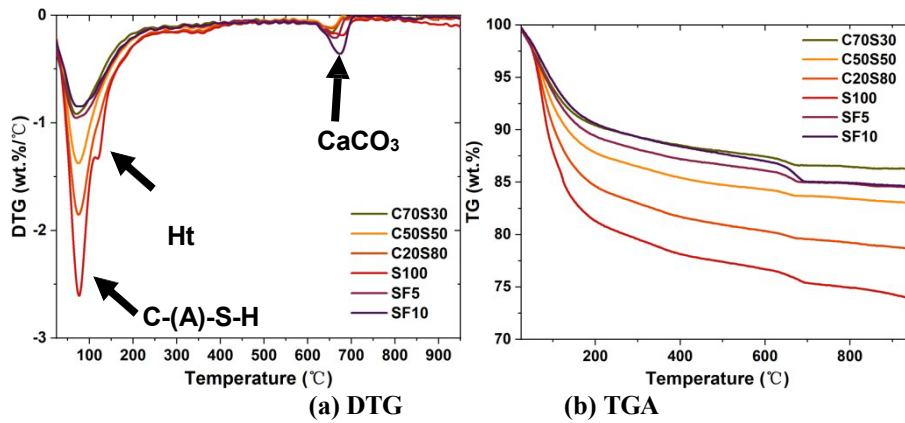 0
-1
-2
-3
DTG (wt.%/℃)
CaCO₃
Ht
C-(A)-S-H
C70S30
C50S50
C20S80
S100
SF5
SF10
100 200 300 400 500 600 700 800 900
Temperature (℃)
(a) DTG
100
95
90
85
80
75
70
TG (wt.%)
C70S30
C50S50
C20S80
S100
SF5
SF10
200 400 600 800
Temperature (℃)
(b) TGA